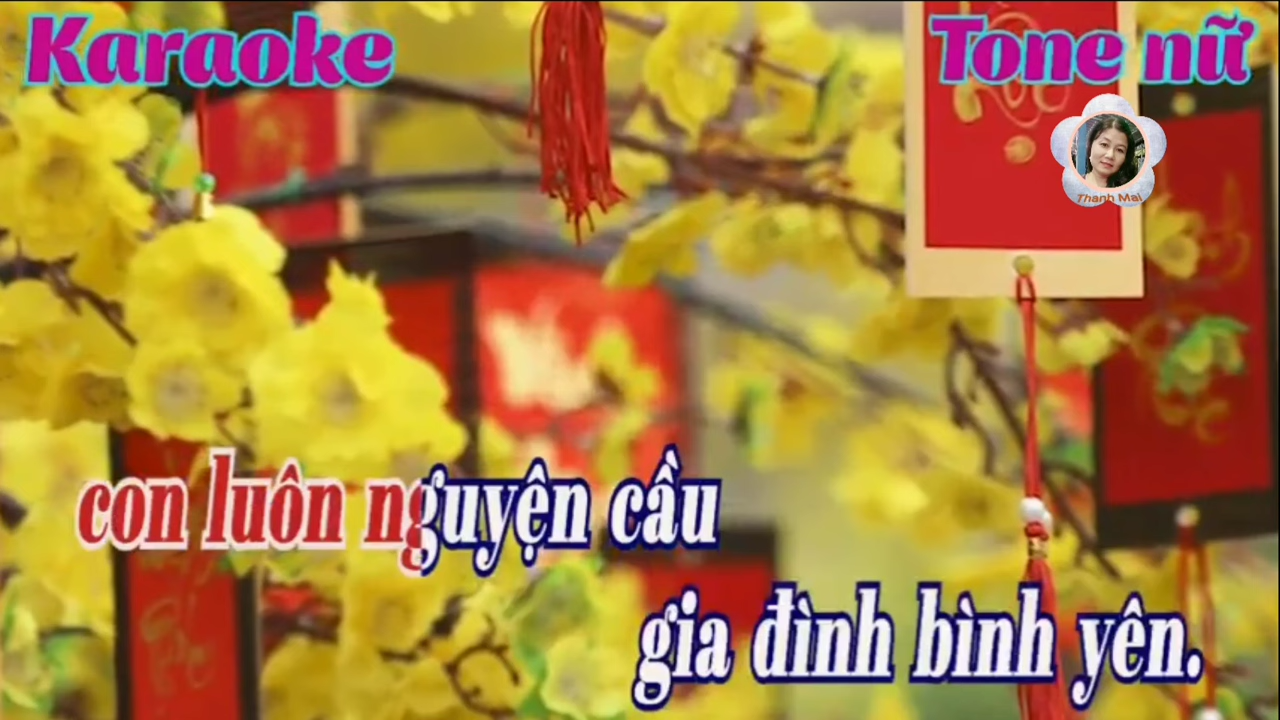 Karaoke
Tone nữ
Thanh Mai
con luôn nguyện cầu
gia đình bình yên.